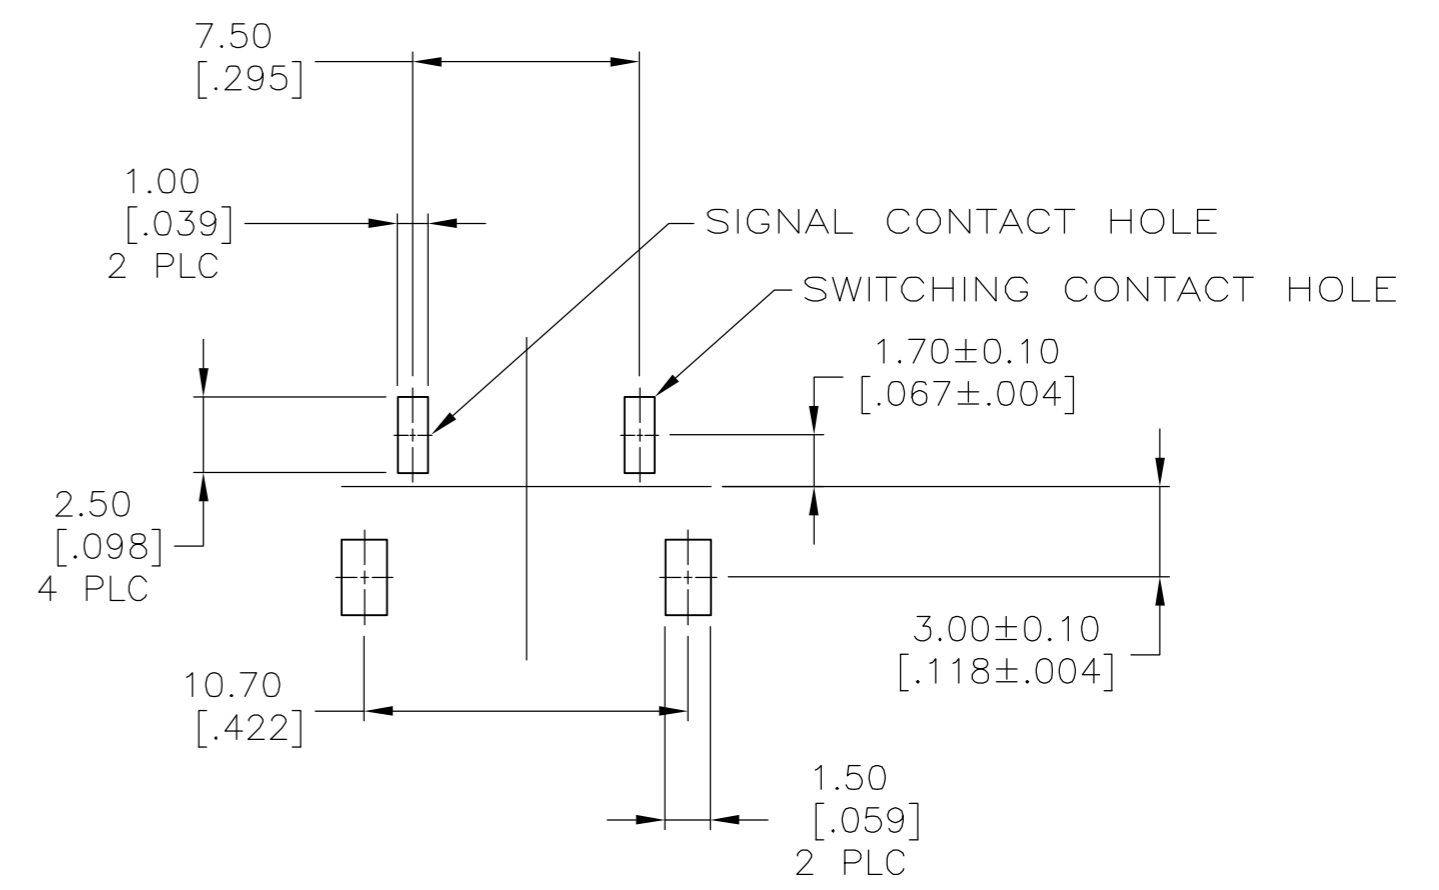 7.50
[.295]
1.00
[.039]
2 PLC
SIGNAL CONTACT HOLE
SWITCHING CONTACT HOLE
1.70±0.10
[.067±.004]
2.50
[.098]
4 PLC
3.00±0.10
[.118±.004]
10.70
[.422]
1.50
[.059]
2 PLC